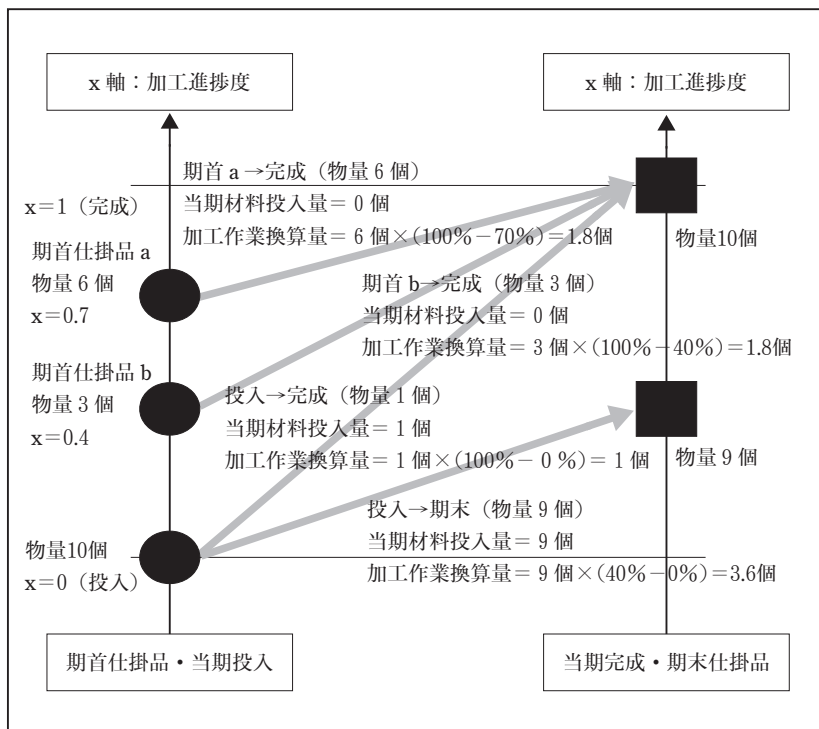 x 軸：加工進捗度
x 軸：加工進捗度
期首 a →完成（物量 6 個）
当期材料投入量＝ 0 個
加工作業換算量＝ 6 個×(100％－70％)＝1.8個
x＝1（完成）
期首仕掛品 a
物量 6 個
x＝0.7
物量10個
期首 b→完成（物量 3 個）
当期材料投入量＝ 0 個
加工作業換算量＝ 3 個×(100％－40％)＝1.8個
期首仕掛品 b
物量 3 個
x＝0.4
投入→完成（物量 1 個）
当期材料投入量＝ 1 個
加工作業換算量＝ 1 個×(100％－ 0 ％)＝ 1 個
物量 9 個
投入→期末（物量 9 個）
当期材料投入量＝ 9 個
加工作業換算量＝ 9 個×(40％－0％)＝3.6個
物量10個
x＝0（投入）
期首仕掛品・当期投入
当期完成・期末仕掛品